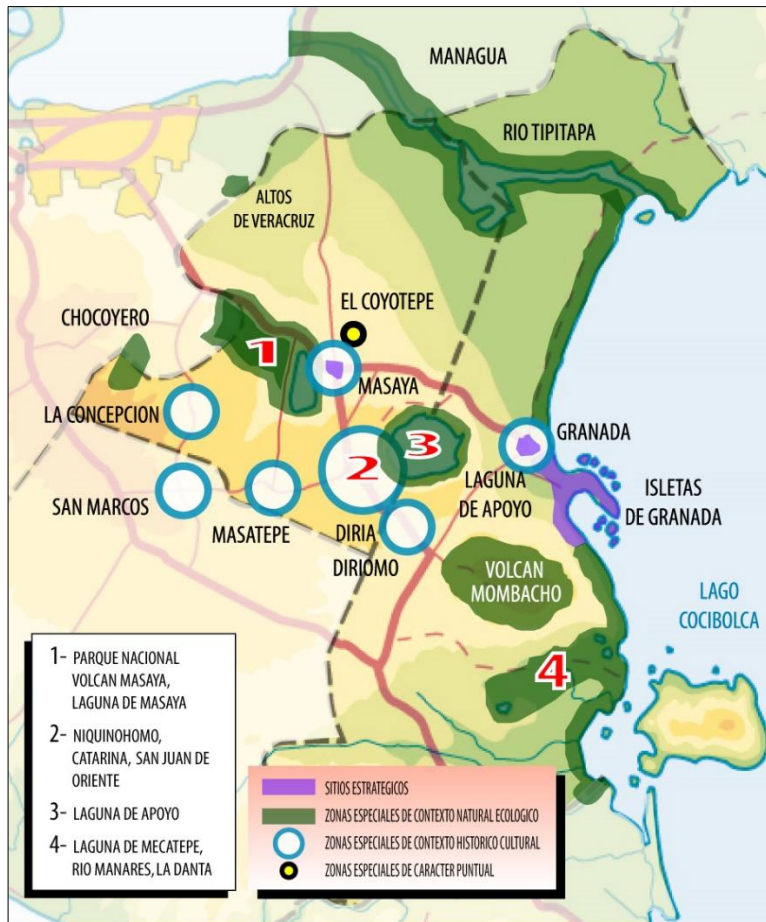 MANAGUA
RIO TIPITAPA
ALTOS
DE VERACRUZ
EL COYOTEPE
CHOCOYERO
1
MASAYA
LA CONCEPCION
GRANADA
3
2
LAGUNA
DE APOYO
ISLETAS
DE GRANADA
SAN MARCOS
MASATEPE
DIRIA
DIRIOMO
VOLCAN
MOMBACHO
LAGO
COCIBOLCA
4
1- PARQUE NACIONAL
VOLCAN MASAYA,
LAGUNA DE MASAYA
2- NIQUINOHOMO,
CATARINA, SAN JUAN DE
ORIENTE
3- LAGUNA DE APOYO
4- LAGUNA DE MECATEPE,
RIO MANARES, LA DANTA
SITIOS ESTRATEGICOS
ZONAS ESPECIALES DE CONTEXTO NATURAL ECOLOGICO
ZONAS ESPECIALES DE CONTEXTO HISTORICO CULTURAL
ZONAS ESPECIALES DE CARACTER PUNTUAL